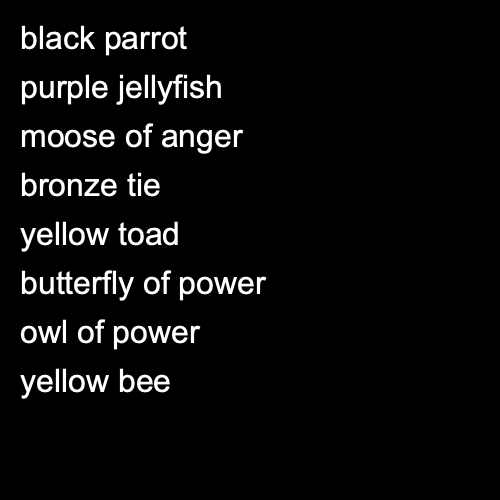 black parrot
purple jellyfish
moose of anger
bronze tie
yellow toad
butterfly of power
owl of power
yellow bee